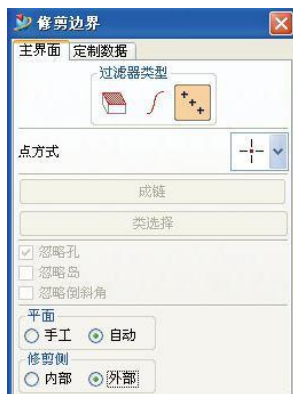 修剪边界
主界面 定制数据
过滤器类型
点方式
成链
类选择
忽略孔
忽略岛
忽略倒斜角
平面
手工 自动
修剪侧
内部 外部